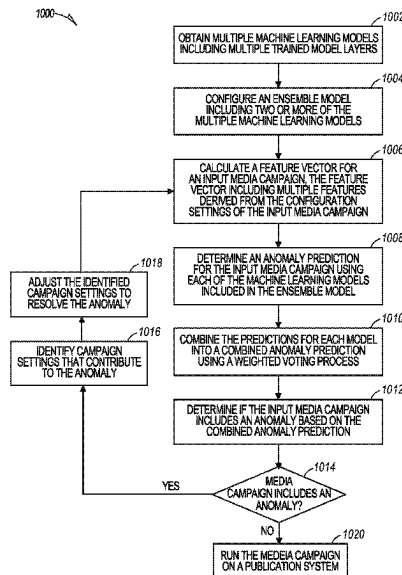 1000
1002
OBTAIN MULTIPLE MACHINE LEARNING MODELS
INCLUDING MULTIPLE TRAINED MODEL LAYERS
1004
CONFIGURE AN ENSEMBLE MODEL
INCLUDING TWO OR MORE OF THE
MULTIPLE MACHINE LEARNING MODELS
1006
CALCULATE A FEATURE VECTOR FOR
AN INPUT MEDIA CAMPAIGN, THE FEATURE
VECTOR INCLUDING MULTIPLE FEATURES
DERIVED FROM THE CONFIGURATION
SETTINGS OF THE INPUT MEDIA CAMPAIGN
1008
DETERMINE AN ANOMALY PREDICTION
FOR THE INPUT MEDIA CAMPAIGN USING
EACH OF THE MACHINE LEARNING MODELS
INCLUDED IN THE ENSEMBLE MODEL
1018
ADJUST THE IDENTIFIED
CAMPAIGN SETTINGS TO
RESOLVE THE ANOMALY
1010
COMBINE THE PREDICTIONS FOR EACH MODEL
INTO A COMBINED ANOMALY PREDICTION
USING A WEIGHTED VOTING PROCESS
1016
IDENTIFY CAMPAIGN
SETTINGS THAT CONTRIBUTE
TO THE ANOMALY
1012
DETERMINE IF THE INPUT MEDIA CAMPAIGN
INCLUDES AN ANOMALY BASED ON THE
COMBINED ANOMALY PREDICTION
1014
MEDIA
CAMPAIGN INCLUDES AN
ANOMALY?
YES
NO
1020
RUN THE MEDEIA CAMPAIGN
ON A PUBLICATION SYSTEM